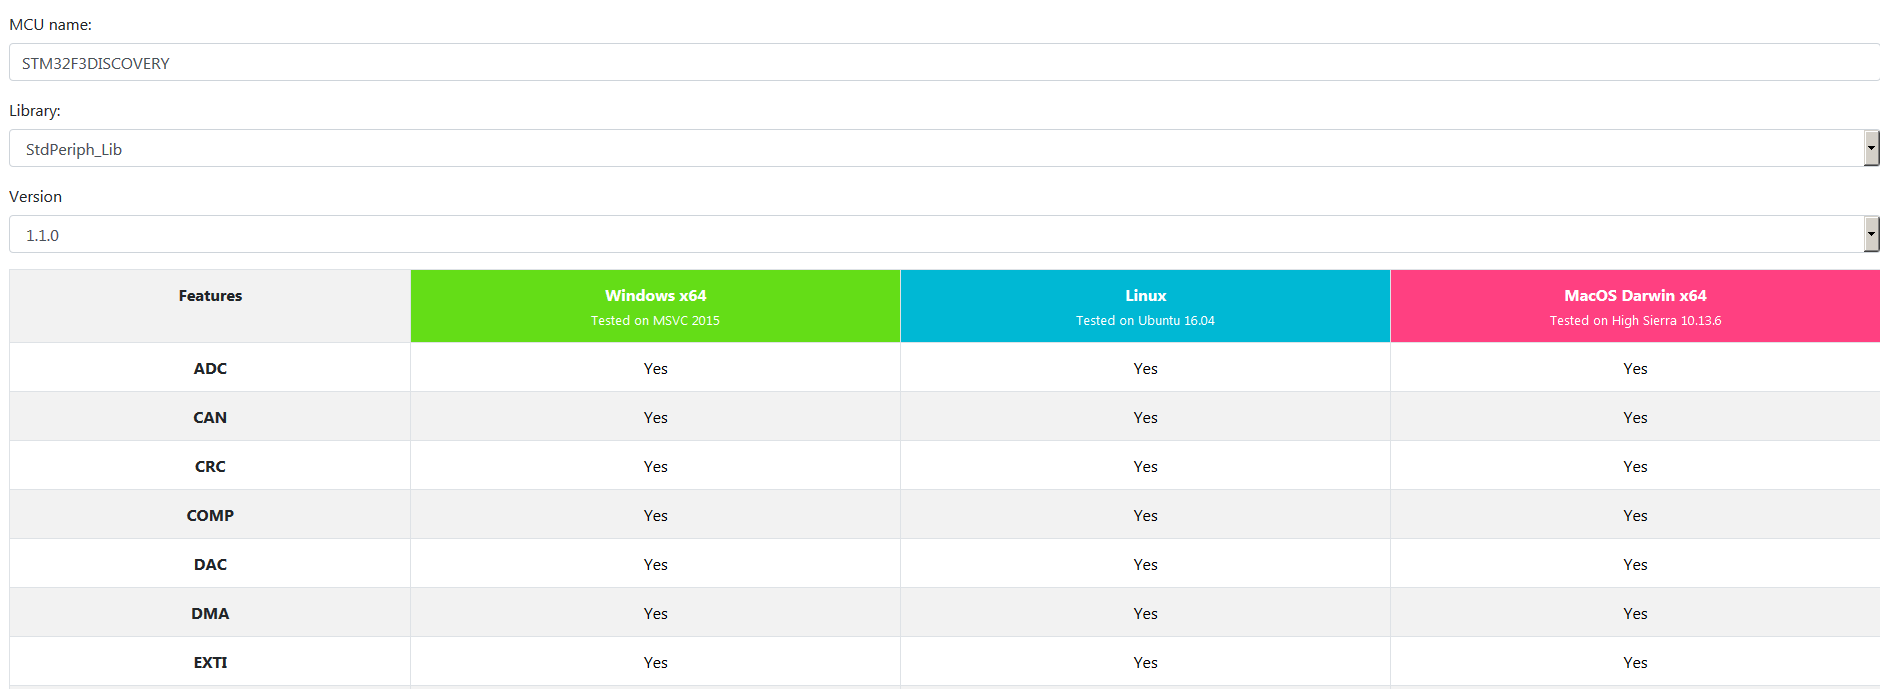 MCU name:
STM32F3DISCOVERY
Library:
StdPeriph_Lib
Version
1.1.0
Features Windows x64 Linux MacOS Darwin x64
Tested on MSVC 2015 Tested on Ubuntu 16.04 Tested on High Sierra 10.13.6
ADC Yes Yes Yes
CAN Yes Yes Yes
CRC Yes Yes Yes
COMP Yes Yes Yes
DAC Yes Yes Yes
DMA Yes Yes Yes
EXTI Yes Yes Yes